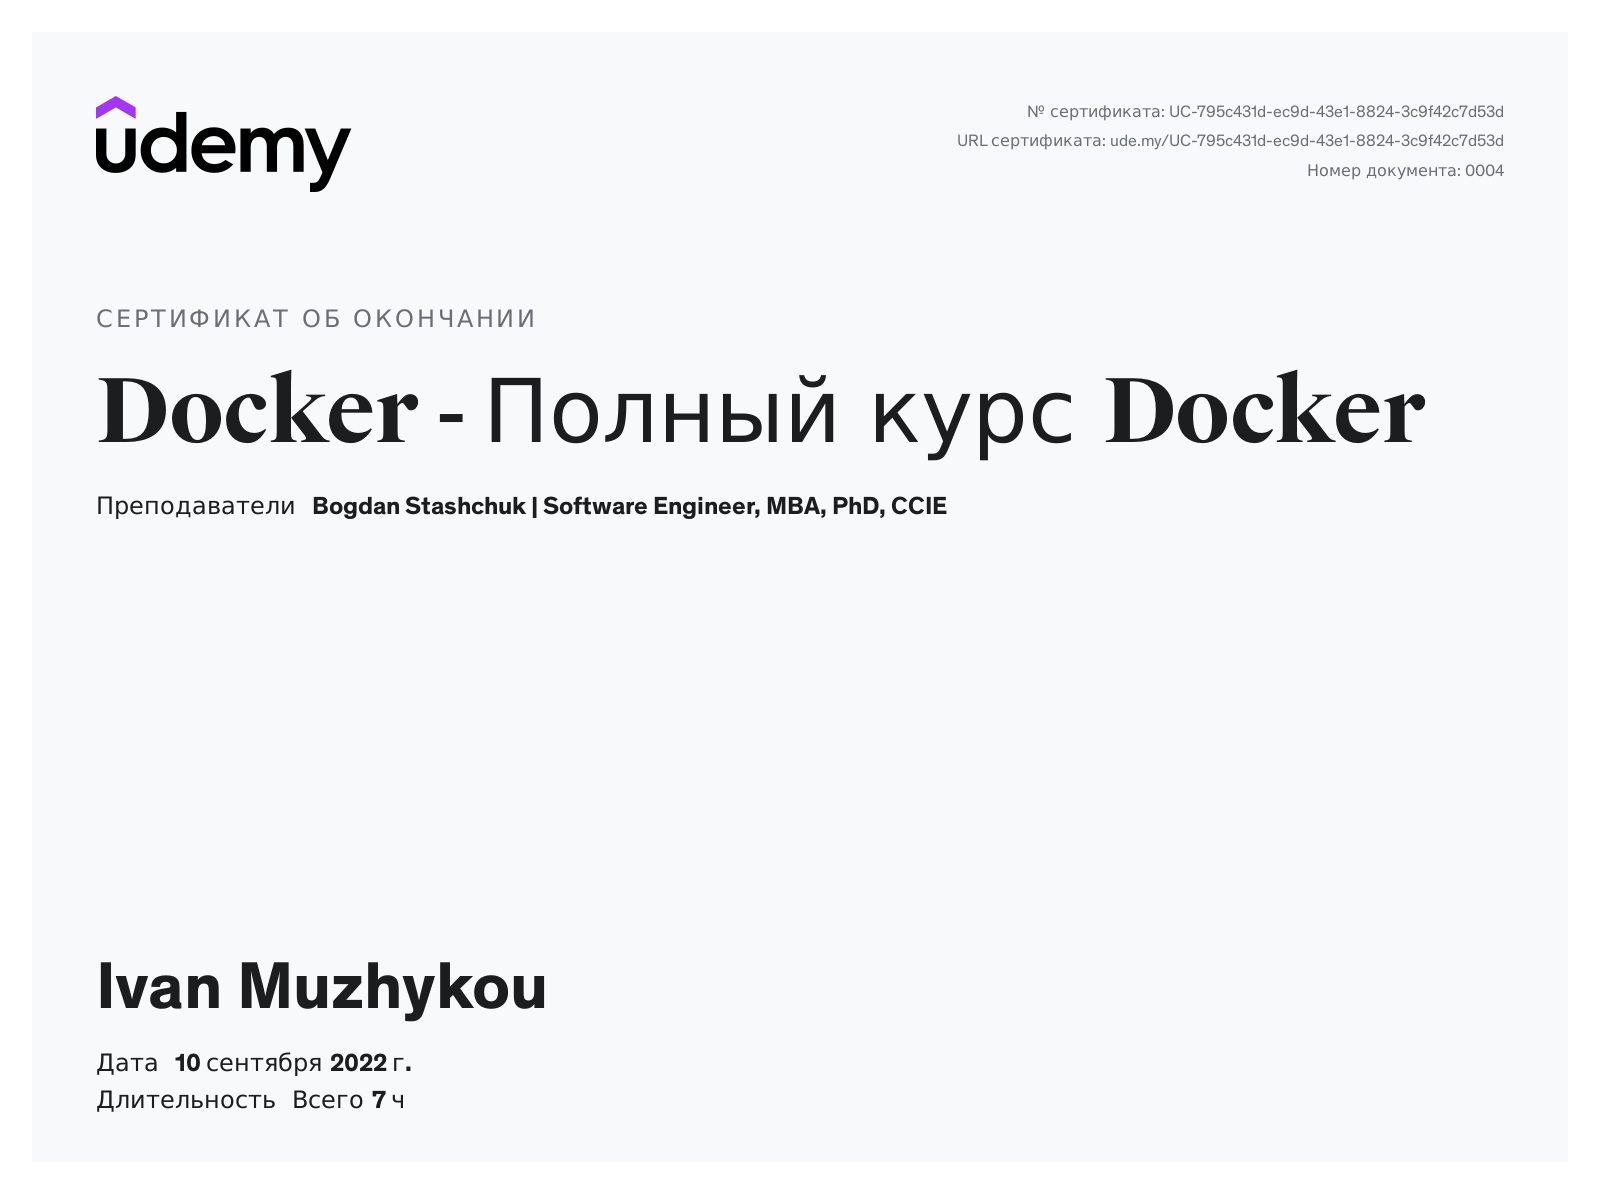 udemy
№ сертификата: UC-795c431d-ec9d-43e1-8824-3c9f42c7d53d
URL сертификата: ude.my/UC-795c431d-ec9d-43e1-8824-3c9f42c7d53d
Номер документа: 0004
СЕРТИФИКАТ ОБ ОКОНЧАНИИ
Docker - Полный курс Docker
Преподаватели Bogdan Stashchuk | Software Engineer, MBA, PhD, CCIE
Ivan Muzhykou
Дата 10 сентября 2022 г.
Длительность Всего 7 ч